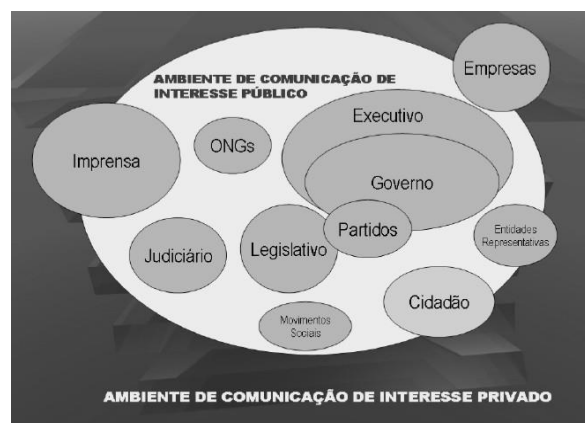 AMBIENTE DE COMUNICAÇÃO DE
INTERESSE PÚBLICO
Empresas
Executivo
Imprensa
ONGs
Governo
Partidos
Entidades
Representativas
Judiciário
Legislativo
Cidadão
Movimentos
Sociais
AMBIENTE DE COMUNICAÇÃO DE INTERESSE PRIVADO